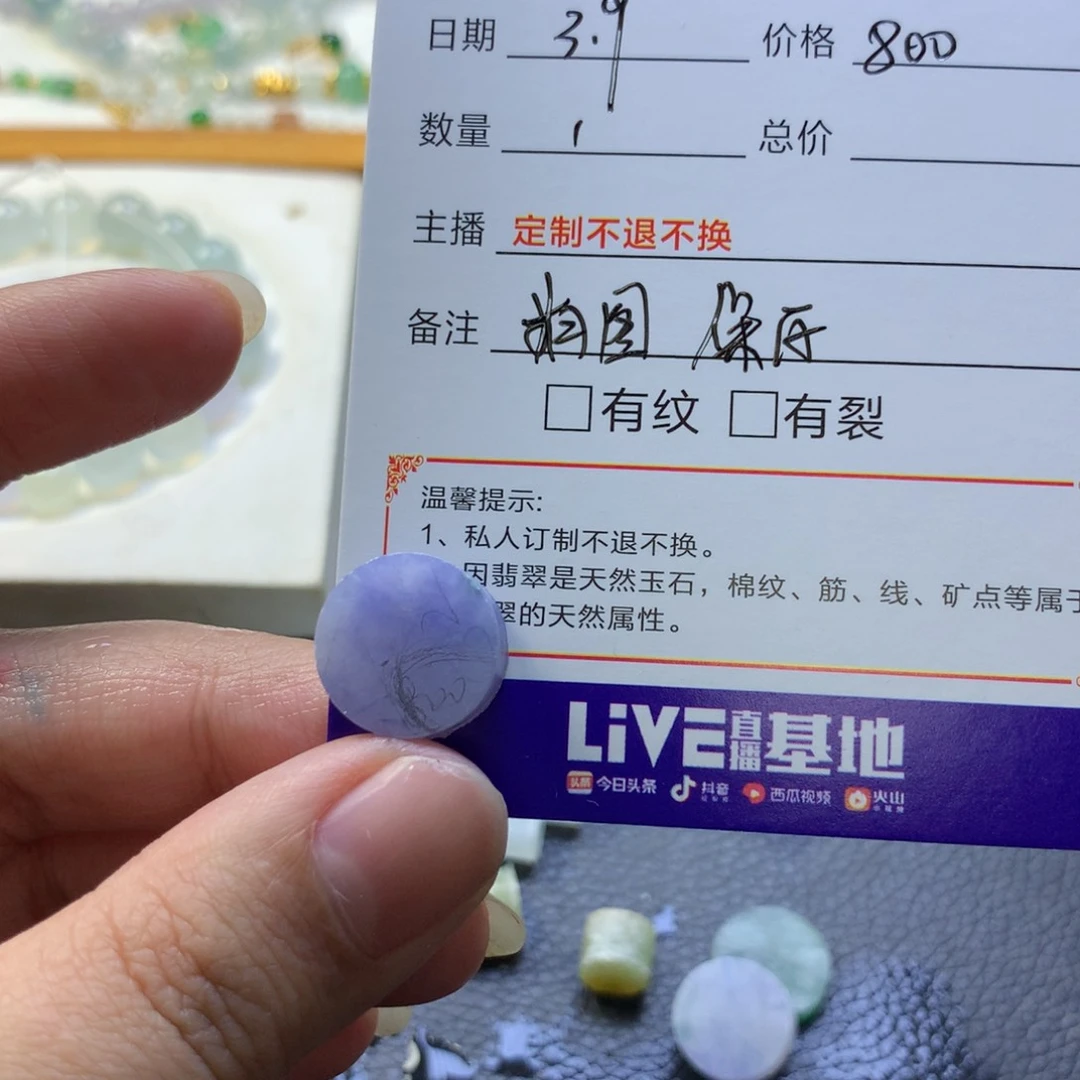 日期 3.9 价格 800
数量 1 总价
主播 定制不退不换
备注
有纹 有裂
温馨提示:
1、私人订制不退不换。
因翡翠是天然玉石，棉纹、筋、线、矿点等属于
翠的天然属性。
LiVE直播基地
头条 今日头条 抖音 西瓜视频 火山